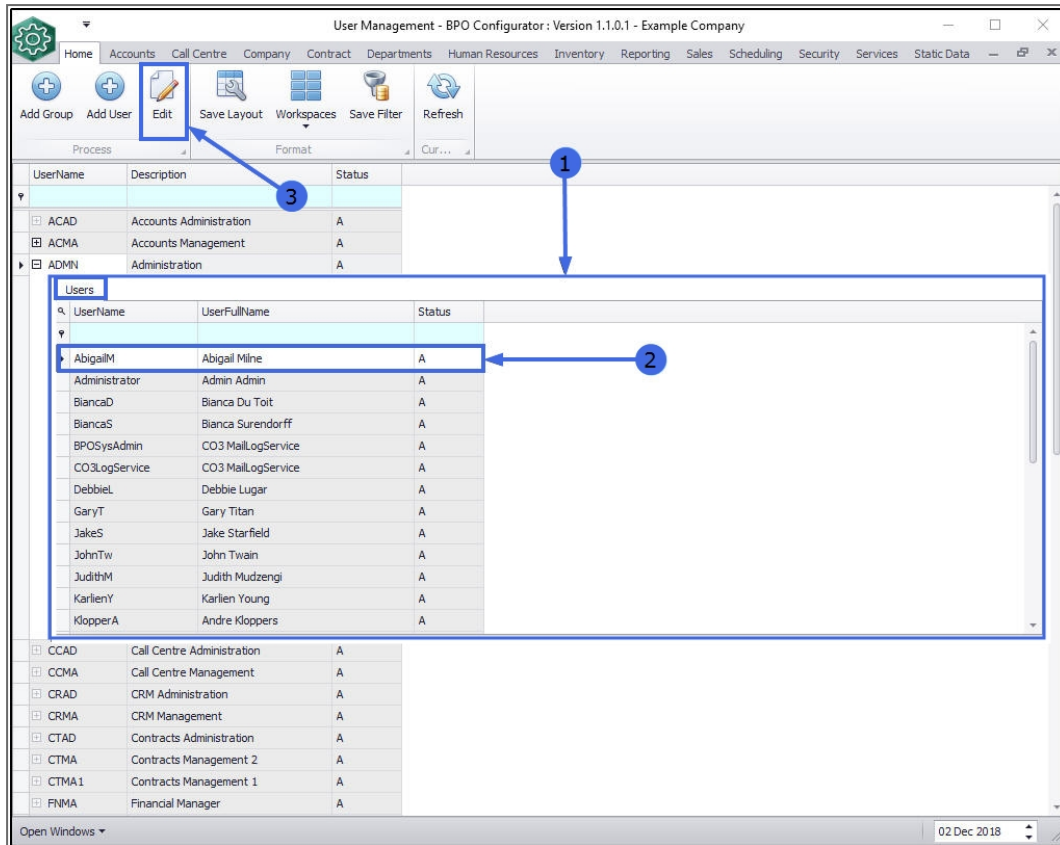 User Management - BPO Configurator : Version 1.1.0.1 - Example Company
Home Accounts Call Centre Company Contract Departments Human Resources Inventory Reporting Sales Scheduling Security Services Static Data
Add Group Add User Edit Save Layout Workspaces Save Filter Refresh
Process Format Cur...
1
UserName Description Status
3
ACAD Accounts Administration A
ACMA Accounts Management A
ADMN Administration A
Users
UserName UserFullName Status
AbigailM Abigail Milne A
2
Administrator Admin Admin A
BiancaD Bianca Du Toit A
BiancaS Bianca Surendorff A
BPOSysAdmin CO3 MailLogService A
CO3LogService CO3 MailLogService A
DebbieL Debbie Lugar A
GaryT Gary Titan A
JakeS Jake Starfield A
JohnTw John Twain A
JudithM Judith Mudzengi A
KarlienY Karlien Young A
KlopperA Andre Kloppers A
CCAD Call Centre Administration A
CCMA Call Centre Management A
CRAD CRM Administration A
CRMA CRM Management A
CTAD Contracts Administration A
CTMA Contracts Management 2 A
CTMA1 Contracts Management 1 A
FNMA Financial Manager A
Open Windows 02 Dec 2018